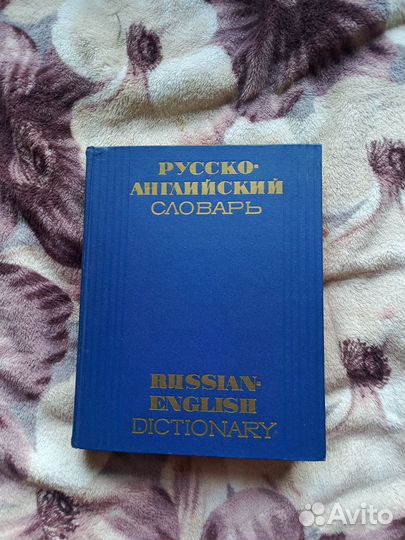 РУССКО-
АНГЛИЙСКИЙ
СЛОВАРЬ
RUSSIAN-
ENGLISH
DICTIONARY
Avito